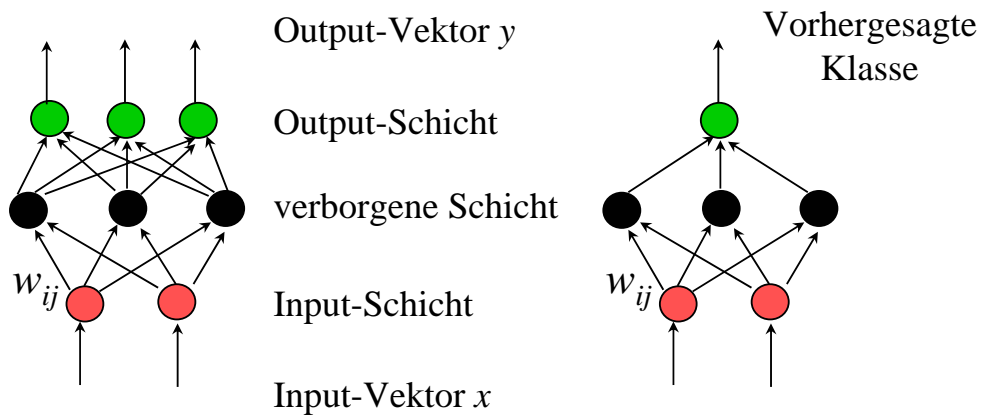 Output-Vektor y
Vorhergesagte
Klasse
Output-Schicht
verborgene Schicht
w_ij
w_ij
Input-Schicht
Input-Vektor x